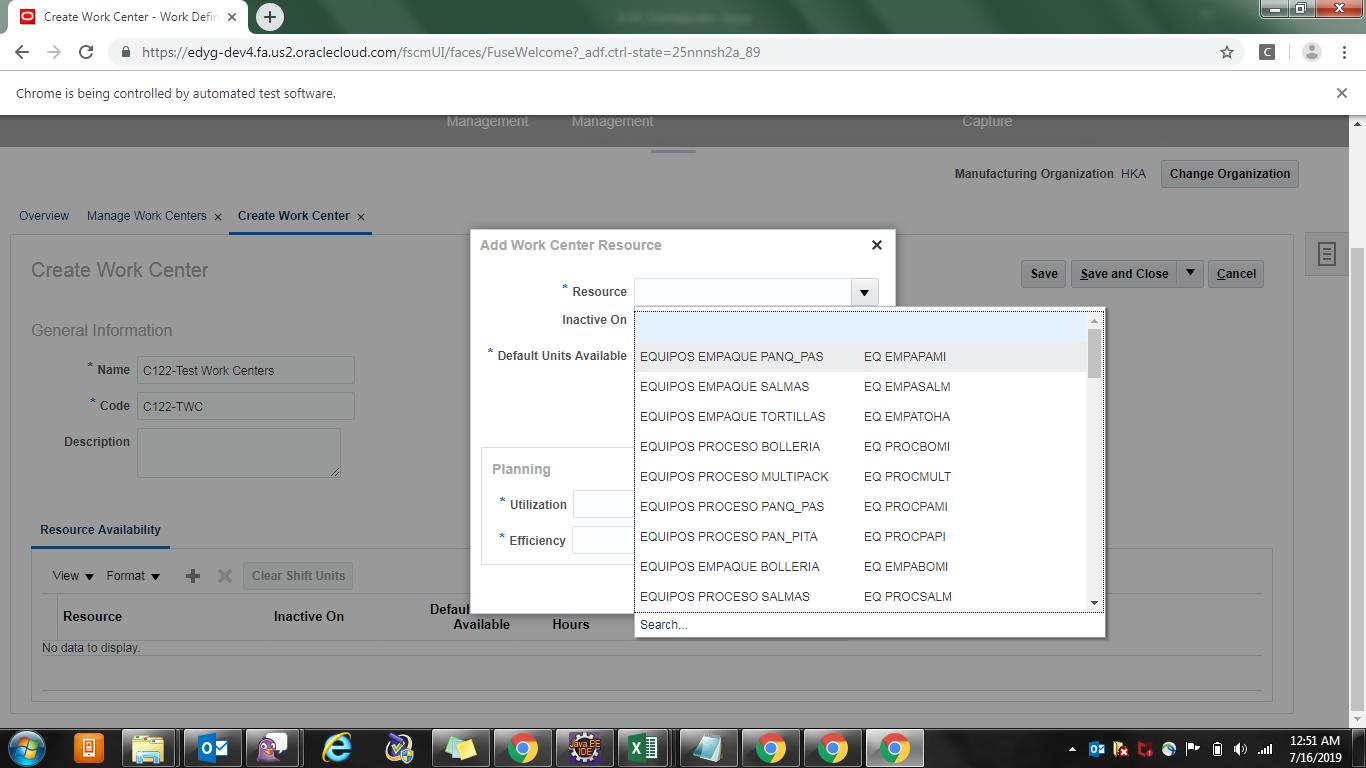 Create Work Center - Work Defin
https://edyg-dev4.fa.us2.oraclecloud.com/fscmUI/faces/FuseWelcome?_adf.ctrl-state=25nnnsh2a_89
C
Chrome is being controlled by automated test software.
Management Management Capture
Manufacturing Organization HKA Change Organization
Overview Manage Work Centers Create Work Center
Add Work Center Resource
Create Work Center
Save Save and Close Cancel
* Resource
Inactive On
General Information
* Default Units Available
* Name C122-Test Work Centers
* Code C122-TWC
Description
EQUIPOS EMPAQUE PANQ_PAS EQ EMPAPAMI
EQUIPOS EMPAQUE SALMAS EQ EMPASALM
EQUIPOS EMPAQUE TORTILLAS EQ EMPATOHA
EQUIPOS PROCESO BOLLERIA EQ PROCBOMI
EQUIPOS PROCESO MULTIPACK EQ PROCMULT
EQUIPOS PROCESO PANQ_PAS EQ PROCPAMI
EQUIPOS PROCESO PAN_PITA EQ PROCPAPI
EQUIPOS EMPAQUE BOLLERIA EQ EMPABOMI
EQUIPOS PROCESO SALMAS EQ PROCSALM
Search...
Planning
* Utilization
* Efficiency
Resource Availability
View Format Clear Shift Units
Resource Inactive On Defau Available Hours
No data to display.
Java EE
IDE
12:51 AM
7/16/2019